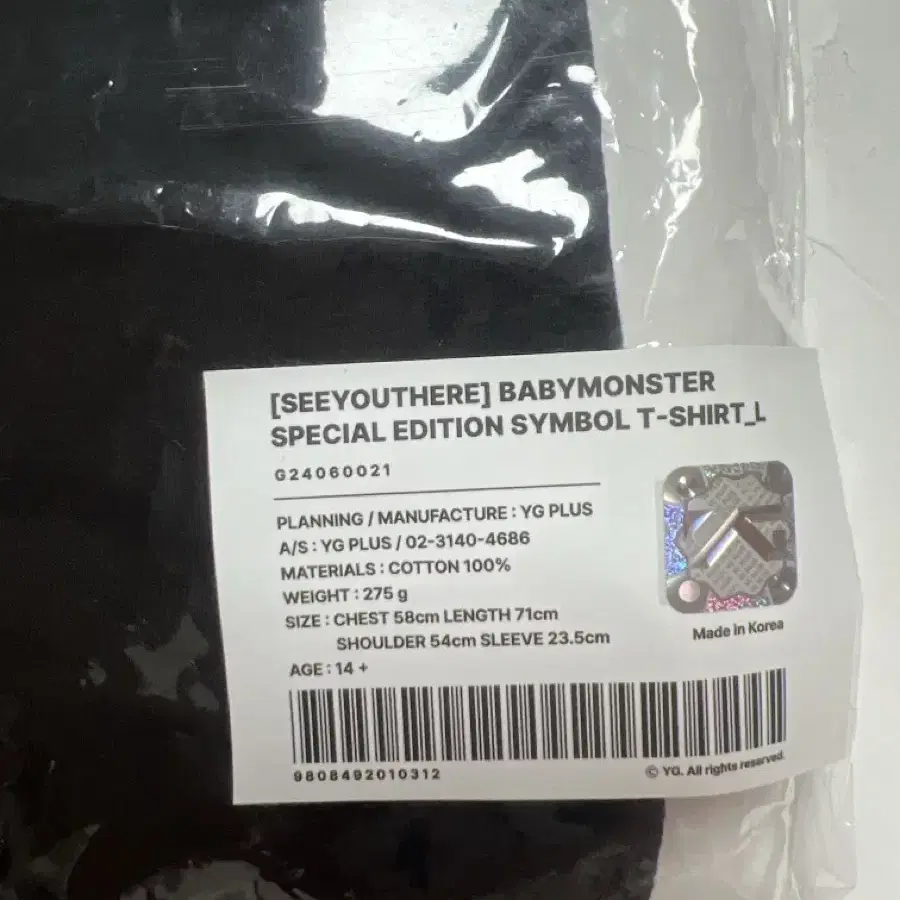 [SEEYOUTHERE] BABYMONSTER
SPECIAL EDITION SYMBOL T-SHIRT_L
G24060021
PLANNING / MANUFACTURE : YG PLUS
A/S : YG PLUS / 02-3140-4686
MATERIALS : COTTON 100%
WEIGHT : 275 g
SIZE : CHEST 58cm LENGTH 71cm
SHOULDER 54cm SLEEVE 23.5cm
AGE : 14 +
Made in Korea
9808492010312
© YG. All rights reserved.